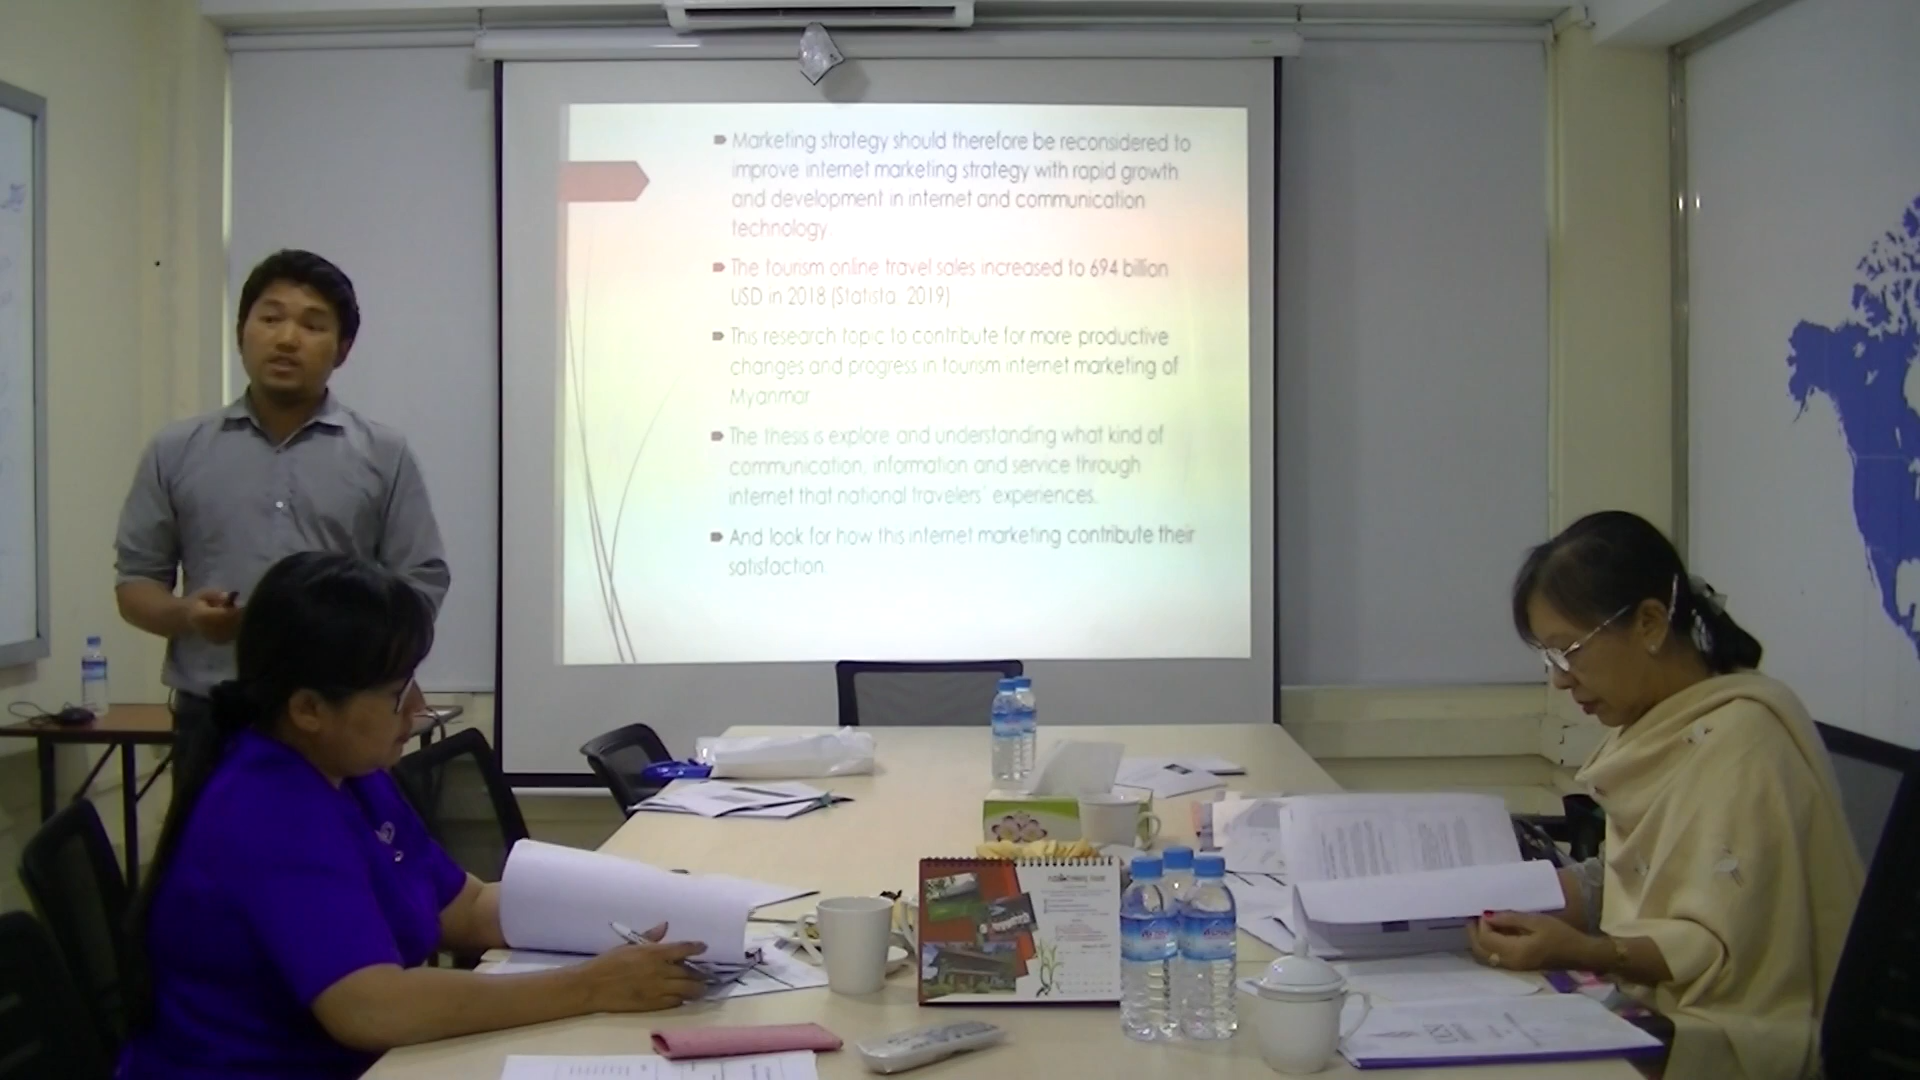 Marketing strategy should therefore be reconsidered to
improve internet marketing strategy with rapid growth
and development in internet and communication
technology
The tourism online travel sales increased to 694 billion
USD in 2018 (Statista 2019)
This research topic to contribute for more productive
changes and progress in tourism internet marketing of
Myanmar
The thesis is explore and understanding what kind of
communication, information and service through
internet that national travelers' experiences.
And look for how this internet marketing contribute their
satisfaction